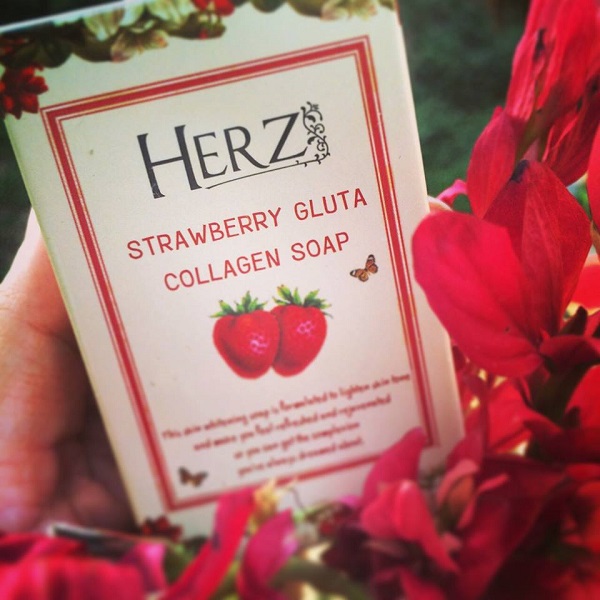 HERZ
STRAWBERRY GLUTA
COLLAGEN SOAP
This skin whitening soap is formulated to lighten skin tone
and make you feel refreshed and rejuvenated
so you can get the complexion
you've always dreamed about.